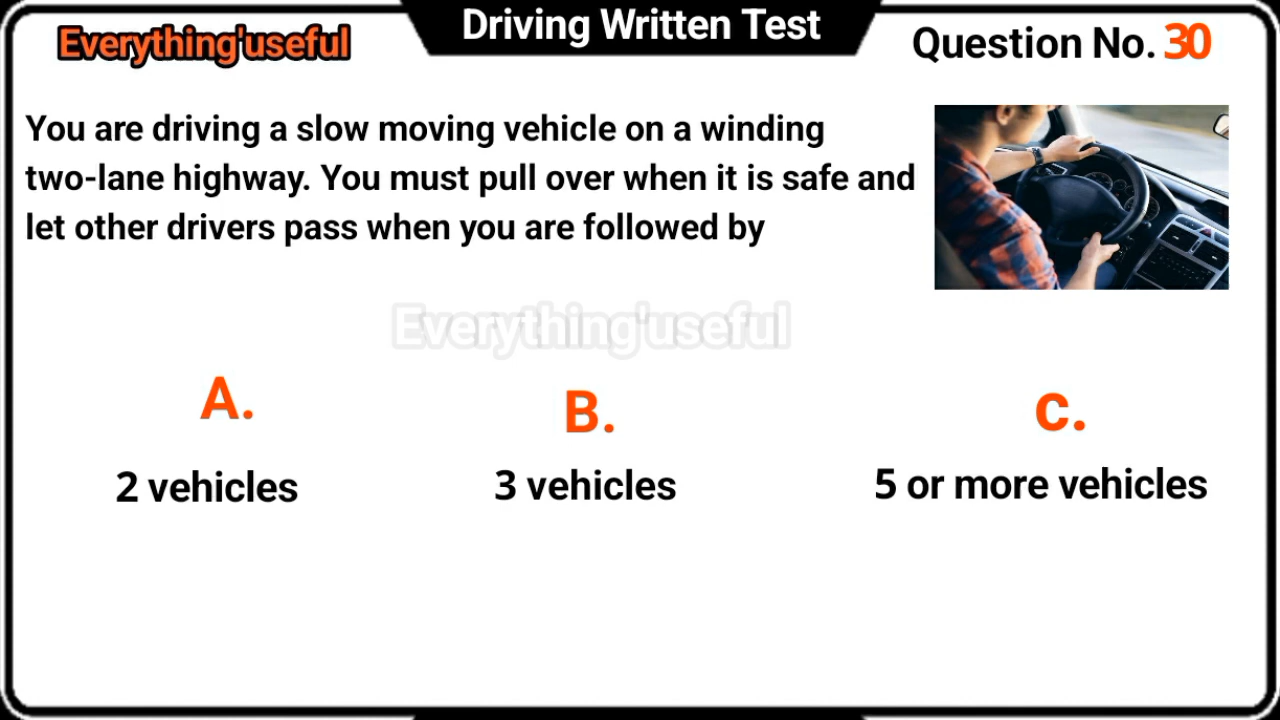 Everything'useful
Driving Written Test
Question No. 30
You are driving a slow moving vehicle on a winding
two-lane highway. You must pull over when it is safe and
let other drivers pass when you are followed by
Everything'useful
A.
B.
c.
2 vehicles
3 vehicles
5 or more vehicles